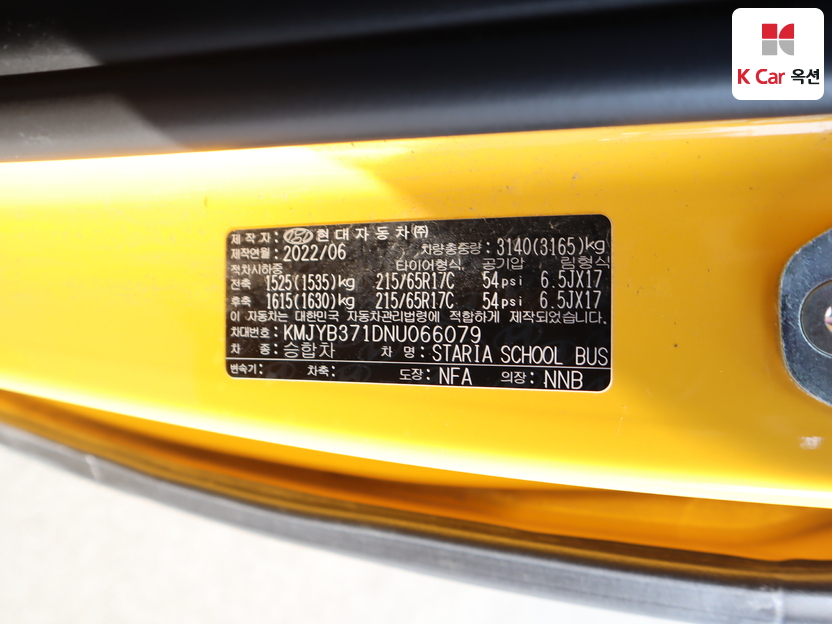 K Car 옥션
제 작 자 : 현 대 자 동 차 ㈜
제작연월 : 2022/06 차량총중량 : 3140(3165)kg
적차시하중 타이어형식 공기압 림형식
전축 1525(1535)kg 215/65R17C 54psi 6.5JX17
후축 1615(1630)kg 215/65R17C 54psi 6.5JX17
이 자동차는 대한민국 자동차관리법령에 적합하게 제작되었습니다.
차대번호 : KMJYB371DNU066079
차 종 : 승합차 차 명 : STARIA SCHOOL BUS
변속기 : 차축 : 도장 : NFA 의장 : NNB